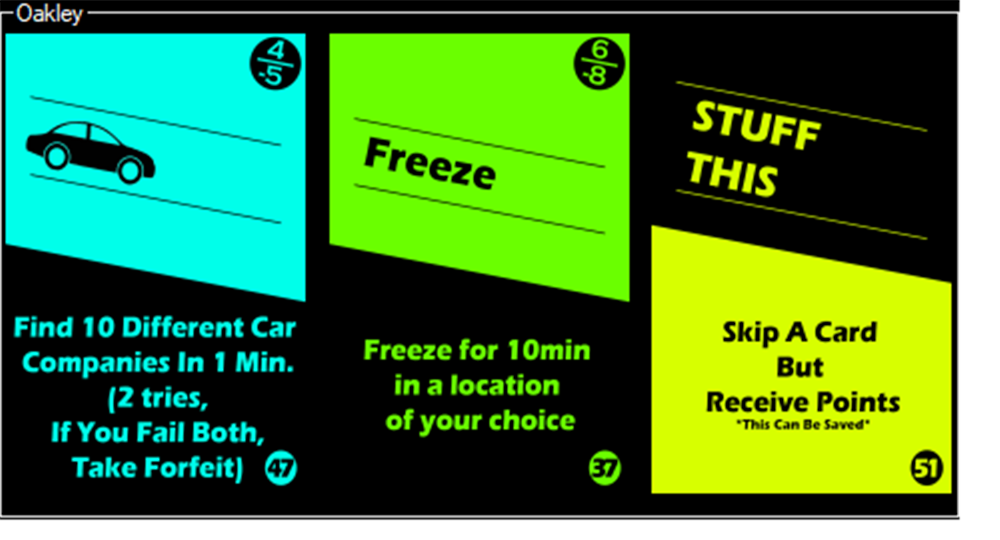 Oakley
4
-5
Find 10 Different Car
Companies In 1 Min.
(2 tries,
If You Fail Both,
Take Forfeit)
47
6
-8
Freeze
Freeze for 10min
in a location
of your choice
37
STUFF
THIS
Skip A Card
But
Receive Points
*This Can Be Saved*
51